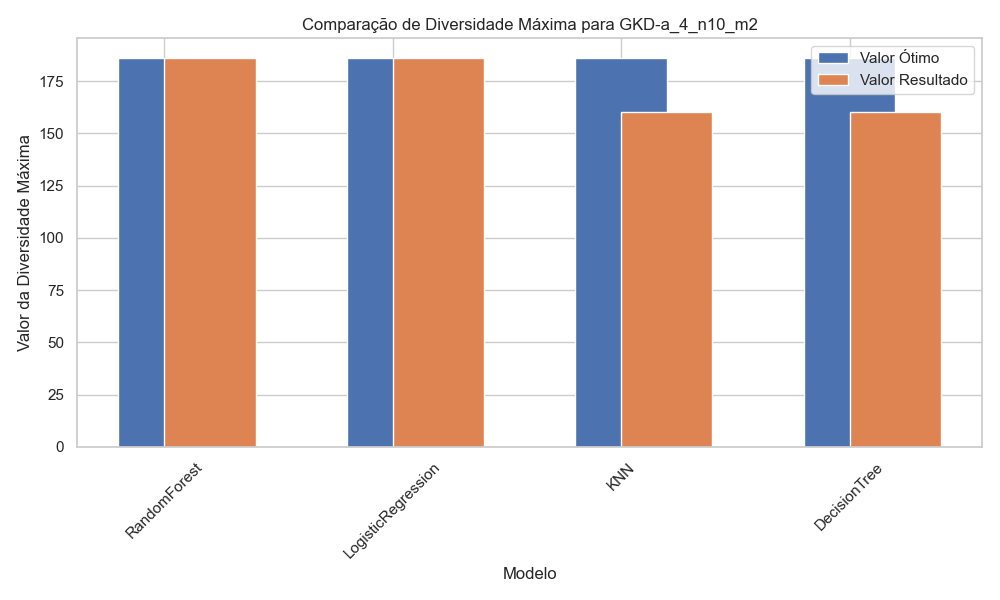 Comparação de Diversidade Máxima para GKD-a_4_n10_m2
Valor Ótimo
Valor Resultado
Valor da Diversidade Máxima
175
150
125
100
75
50
25
0
RandomForest
LogisticRegression
KNN
DecisionTree
Modelo